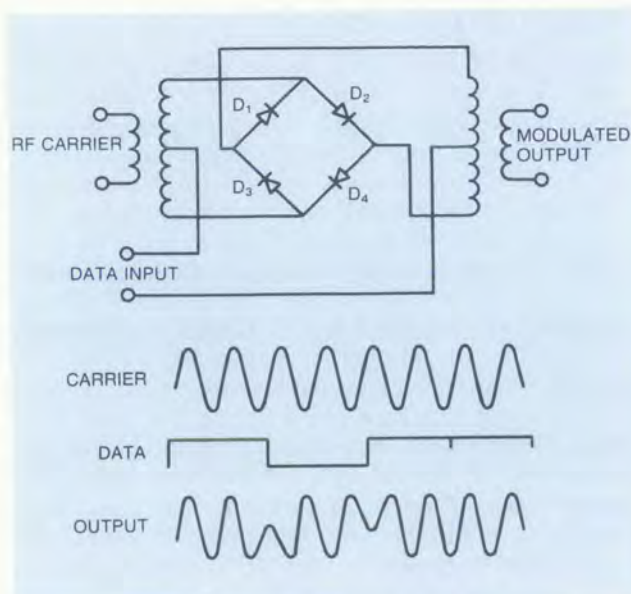 D1
D2
RF CARRIER
MODULATED
OUTPUT
D3
D4
DATA INPUT
CARRIER
DATA
OUTPUT